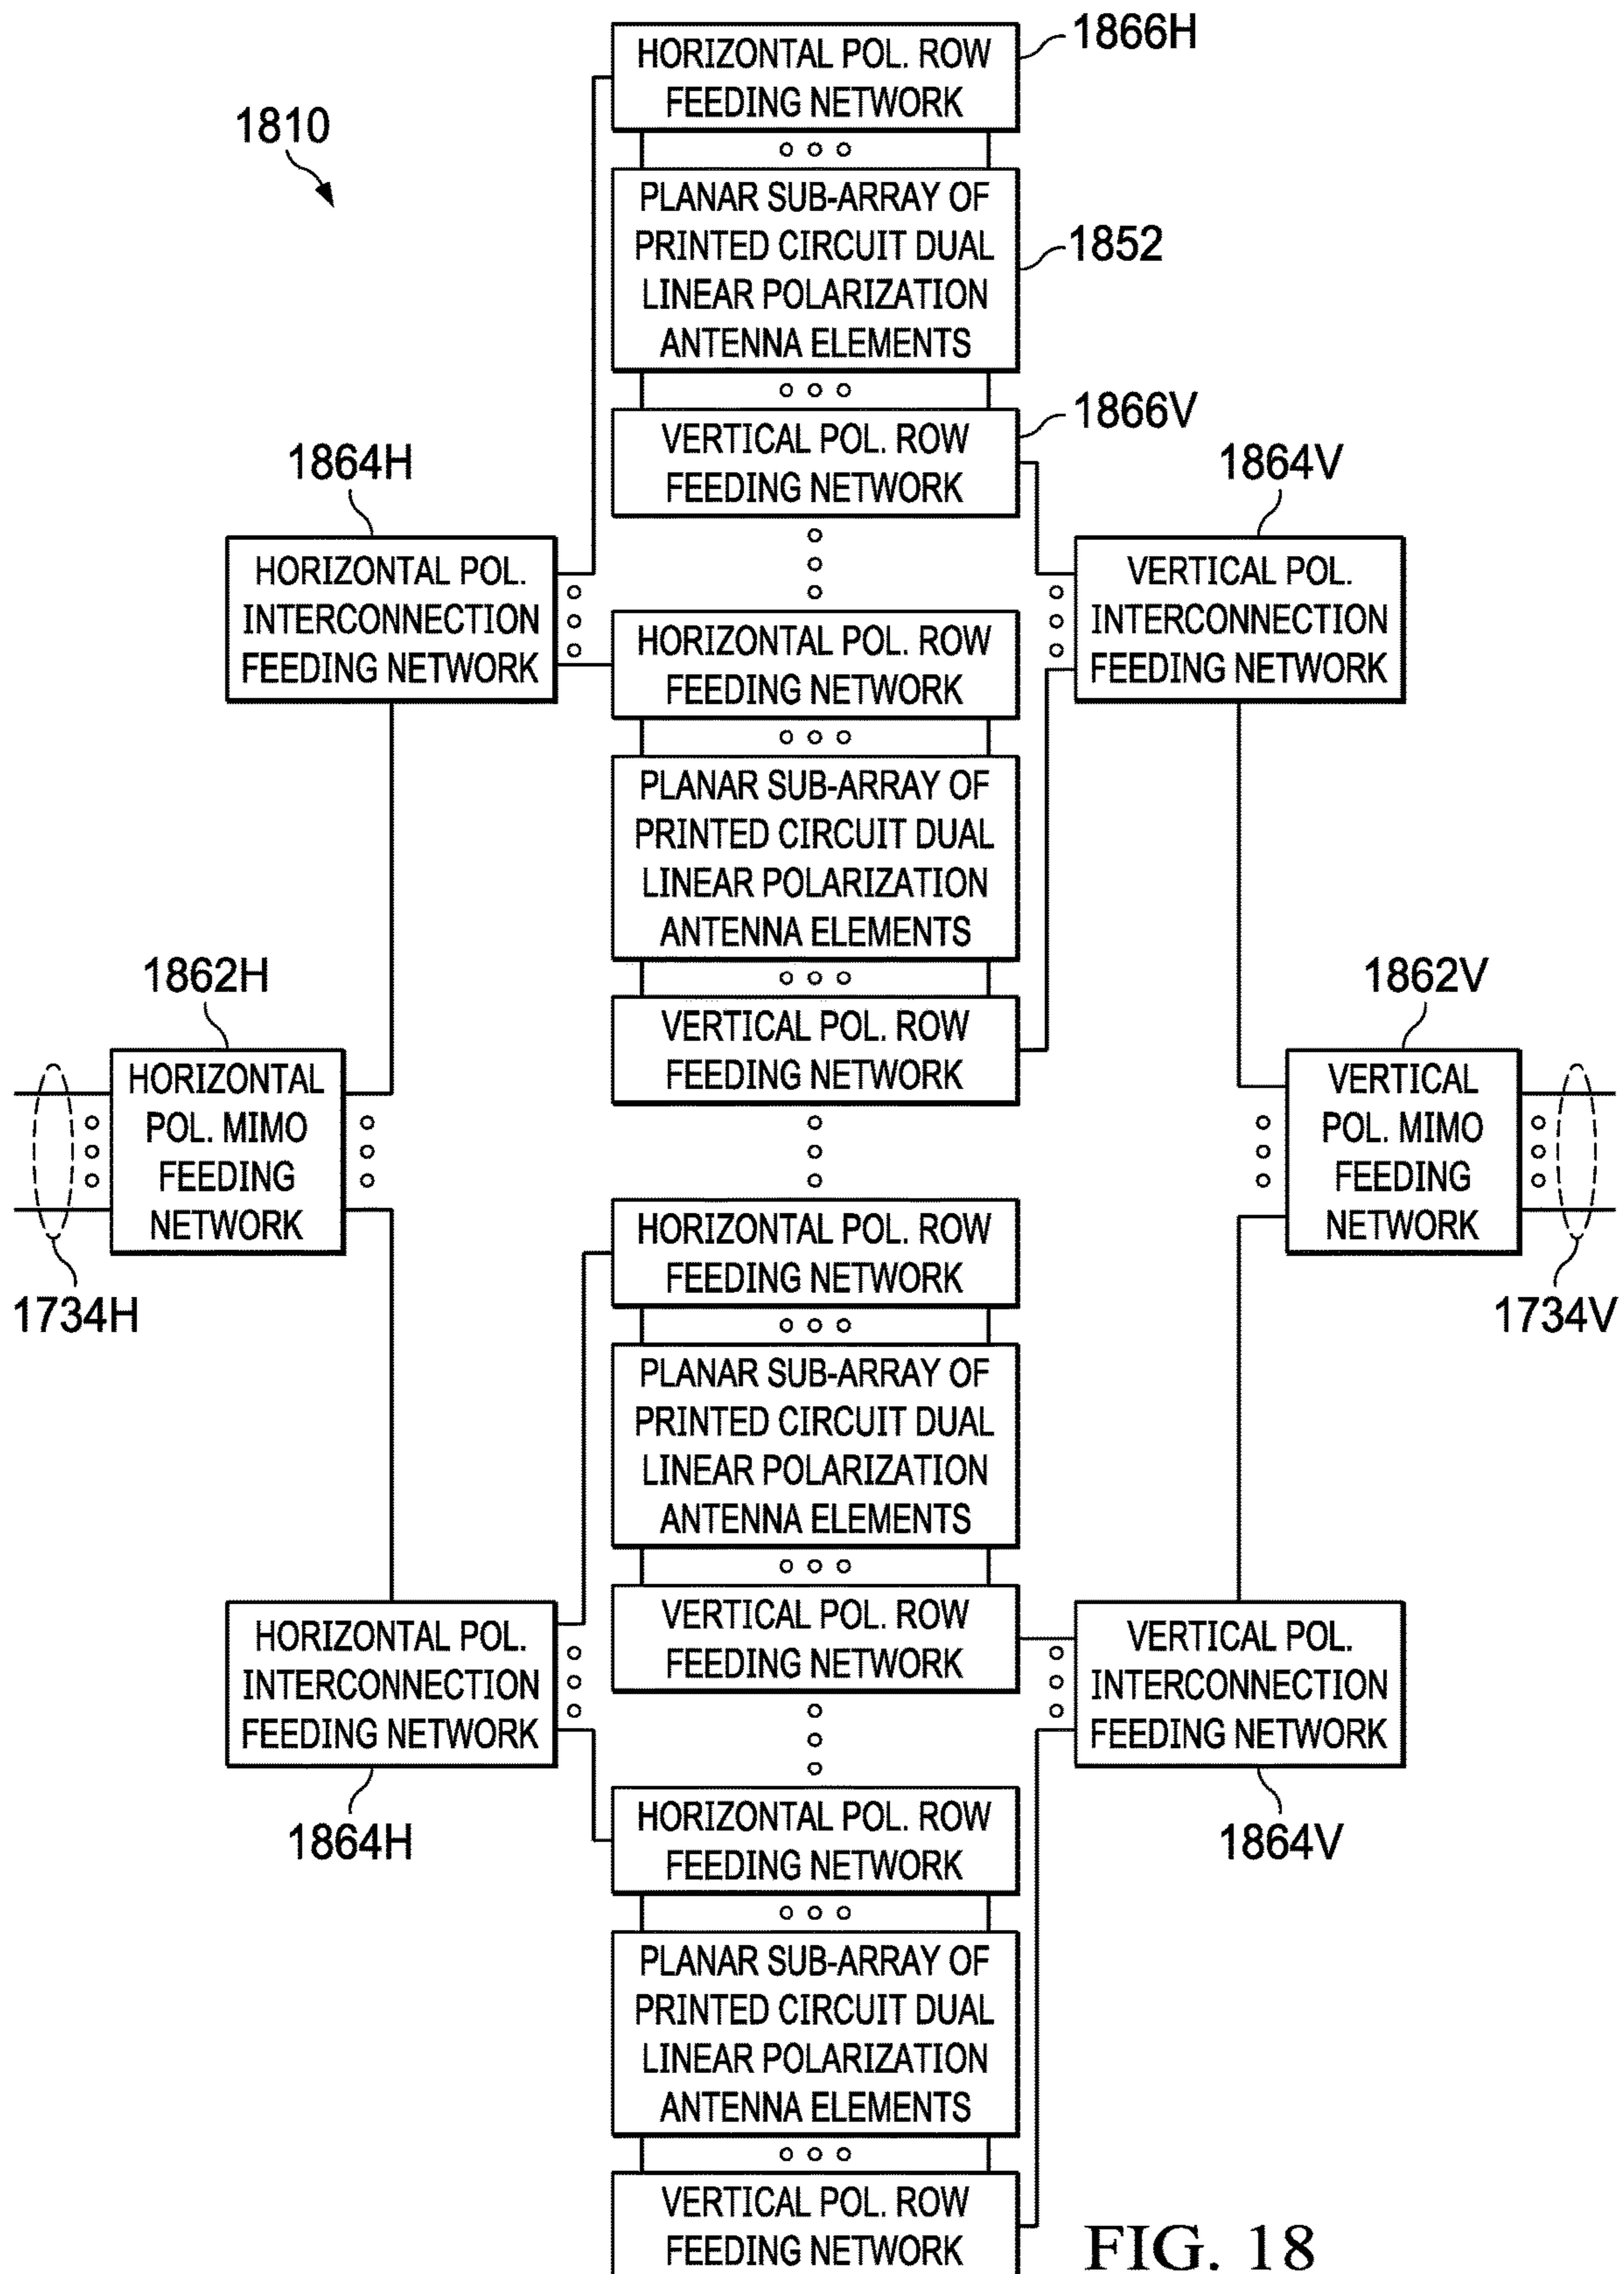 1866H
HORIZONTAL POL. ROW
FEEDING NETWORK
1810
PLANAR SUB-ARRAY OF
PRINTED CIRCUIT DUAL
LINEAR POLARIZATION
ANTENNA ELEMENTS
1852
1866V
VERTICAL POL. ROW
FEEDING NETWORK
1864H
HORIZONTAL POL.
INTERCONNECTION
FEEDING NETWORK
1864V
VERTICAL POL.
INTERCONNECTION
FEEDING NETWORK
HORIZONTAL POL. ROW
FEEDING NETWORK
PLANAR SUB-ARRAY OF
PRINTED CIRCUIT DUAL
LINEAR POLARIZATION
ANTENNA ELEMENTS
VERTICAL POL. ROW
FEEDING NETWORK
1862H
HORIZONTAL
POL. MIMO
FEEDING
NETWORK
1734H
1862V
VERTICAL
POL. MIMO
FEEDING
NETWORK
1734V
HORIZONTAL POL. ROW
FEEDING NETWORK
PLANAR SUB-ARRAY OF
PRINTED CIRCUIT DUAL
LINEAR POLARIZATION
ANTENNA ELEMENTS
VERTICAL POL. ROW
FEEDING NETWORK
HORIZONTAL POL.
INTERCONNECTION
FEEDING NETWORK
1864H
VERTICAL POL.
INTERCONNECTION
FEEDING NETWORK
1864V
HORIZONTAL POL. ROW
FEEDING NETWORK
PLANAR SUB-ARRAY OF
PRINTED CIRCUIT DUAL
LINEAR POLARIZATION
ANTENNA ELEMENTS
VERTICAL POL. ROW
FEEDING NETWORK
FIG. 18